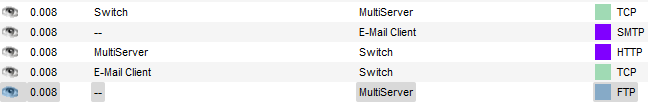 0.008 Switch MultiServer TCP
0.008 -- E-Mail Client SMTP
0.008 MultiServer Switch HTTP
0.008 E-Mail Client Switch TCP
0.008 -- MultiServer FTP